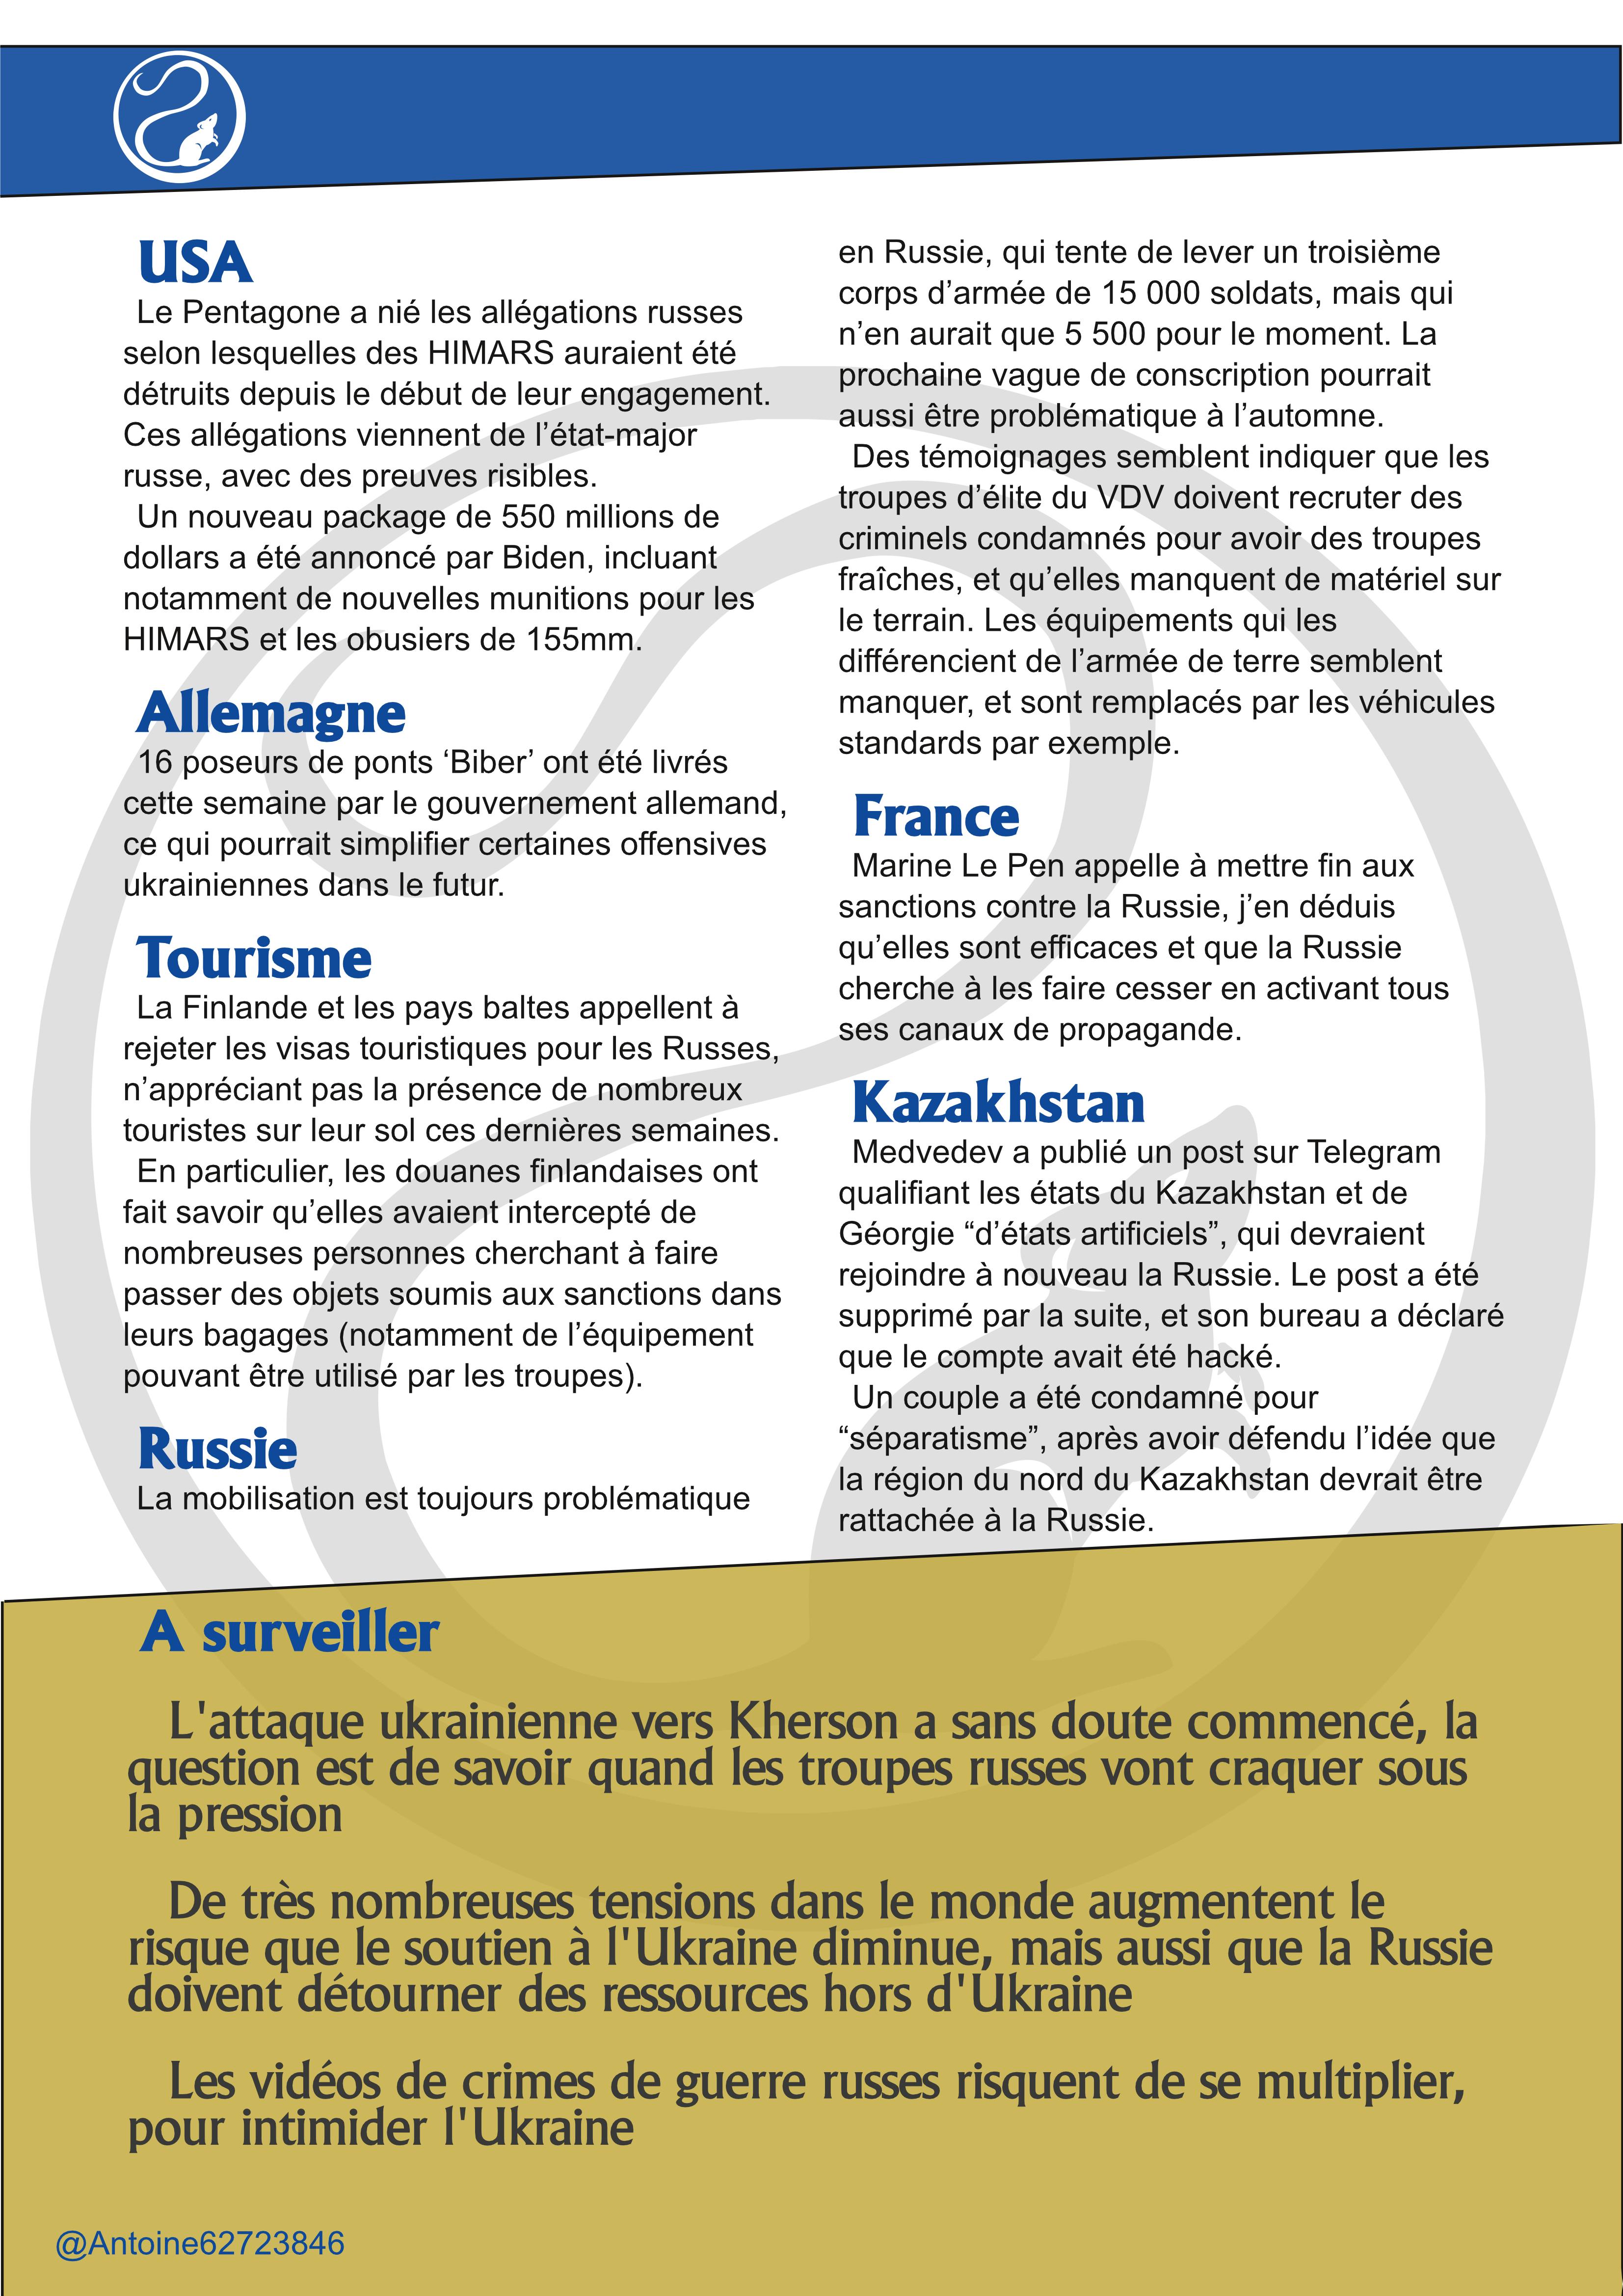 USA
Le Pentagone a nié les allégations russes
selon lesquelles des HIMARS auraient été
détruits depuis le début de leur engagement.
Ces allégations viennent de l’état-major
russe, avec des preuves risibles.
Un nouveau package de 550 millions de
dollars a été annoncé par Biden, incluant
notamment de nouvelles munitions pour les
HIMARS et les obusiers de 155mm.
Allemagne
16 poseurs de ponts ‘Biber’ ont été livrés
cette semaine par le gouvernement allemand,
ce qui pourrait simplifier certaines offensives
ukrainiennes dans le futur.
Tourisme
La Finlande et les pays baltes appellent à
rejeter les visas touristiques pour les Russes,
n’appréciant pas la présence de nombreux
touristes sur leur sol ces dernières semaines.
En particulier, les douanes finlandaises ont
fait savoir qu’elles avaient intercepté de
nombreuses personnes cherchant à faire
passer des objets soumis aux sanctions dans
leurs bagages (notamment de l’équipement
pouvant être utilisé par les troupes).
Russie
La mobilisation est toujours problématique
en Russie, qui tente de lever un troisième
corps d’armée de 15 000 soldats, mais qui
n’en aurait que 5 500 pour le moment. La
prochaine vague de conscription pourrait
aussi être problématique à l’automne.
Des témoignages semblent indiquer que les
troupes d’élite du VDV doivent recruter des
criminels condamnés pour avoir des troupes
fraîches, et qu’elles manquent de matériel sur
le terrain. Les équipements qui les
différencient de l’armée de terre semblent
manquer, et sont remplacés par les véhicules
standards par exemple.
France
Marine Le Pen appelle à mettre fin aux
sanctions contre la Russie, j’en déduis
qu’elles sont efficaces et que la Russie
cherche à les faire cesser en activant tous
ses canaux de propagande.
Kazakhstan
Medvedev a publié un post sur Telegram
qualifiant les états du Kazakhstan et de
Géorgie “d’états artificiels”, qui devraient
rejoindre à nouveau la Russie. Le post a été
supprimé par la suite, et son bureau a déclaré
que le compte avait été hacké.
Un couple a été condamné pour
“séparatisme”, après avoir défendu l’idée que
la région du nord du Kazakhstan devrait être
rattachée à la Russie.
A surveiller
L'attaque ukrainienne vers Kherson a sans doute commencé, la
question est de savoir quand les troupes russes vont craquer sous
la pression
De très nombreuses tensions dans le monde augmentent le
risque que le soutien à l'Ukraine diminue, mais aussi que la Russie
doivent détourner des ressources hors d'Ukraine
Les vidéos de crimes de guerre russes risquent de se multiplier,
pour intimider l'Ukraine
@Antoine62723846